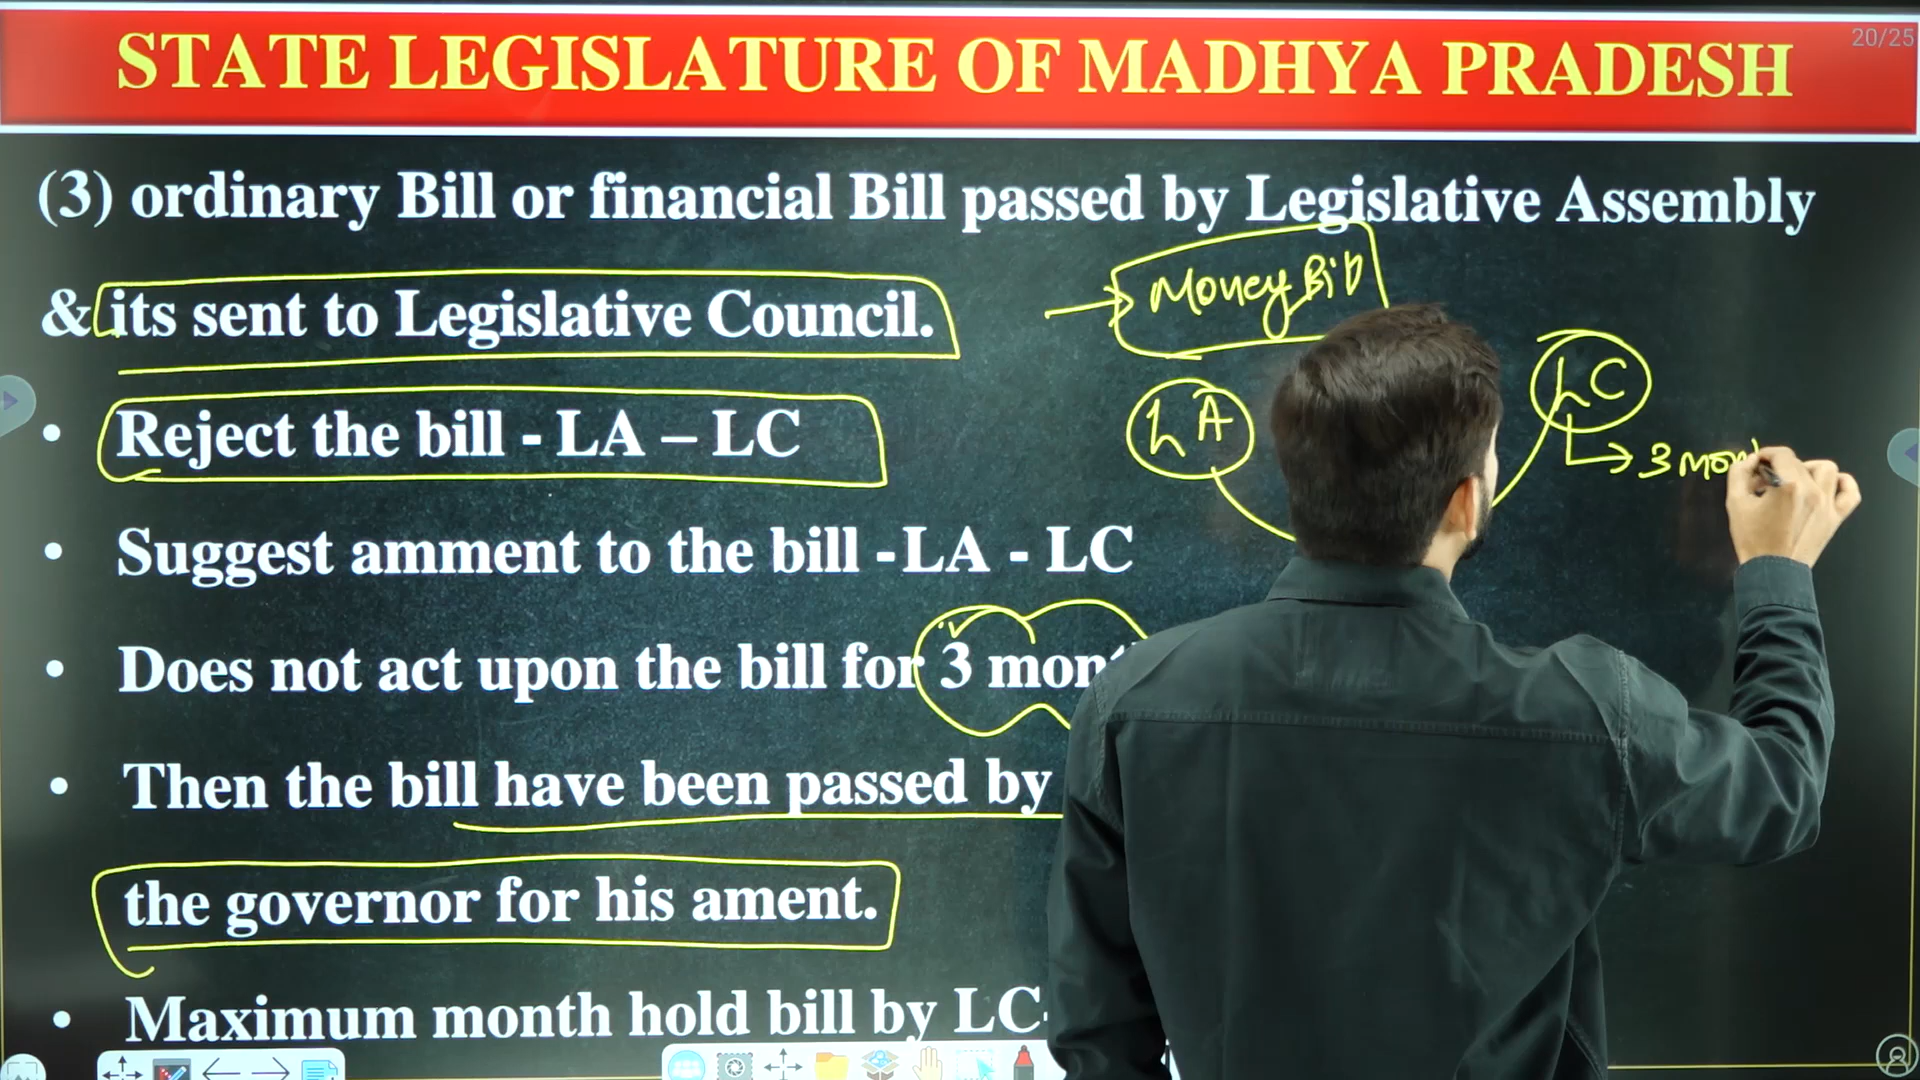 STATE LEGISLATURE OF MADHYA PRADESH
20/25
(3) ordinary Bill or financial Bill passed by Legislative Assembly
& its sent to Legislative Council.
Money Bill
• Reject the bill - LA – LC
LA
LC
3 mon
• Suggest amment to the bill - LA - LC
• Does not act upon the bill for 3 mont
• Then the bill have been passed by
the governor for his ament.
• Maximum month hold bill by LC-